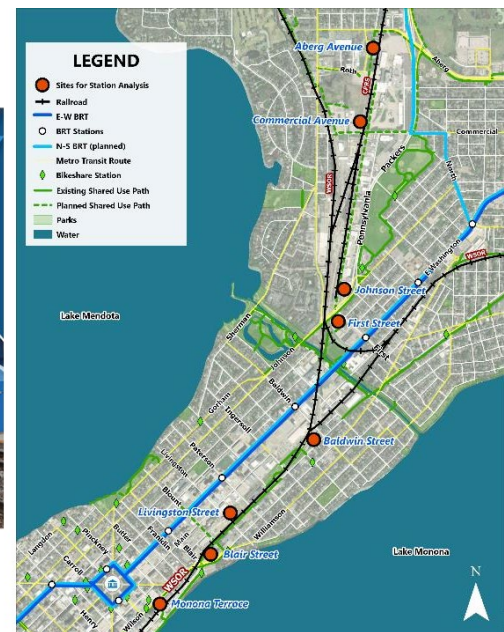 LEGEND
Sites for Station Analysis
Railroad
E-W BRT
BRT Stations
N-S BRT (planned)
Metro Transit Route
Bikeshare Station
Existing Shared Use Path
Planned Shared Use Path
Parks
Water
Aberg Avenue
Aberg
Roth
CPRS
Commercial Avenue
Commercial
WSOR
Packers
North
Pennsylvania
E Washington
WSOR
Johnson Street
First Street
First
Lake Mendota
Sherman
Johnson
Gorham
Baldwin
Ingersoll
Baldwin Street
Livingston
Paterson
Blount
Livingston Street
Williamson
Langdon
Pinckney
Butler
Franklin
Main
Blair
Blair Street
Lake Monona
Carroll
WSOR
Henry
Wilson
Monona Terrace
N